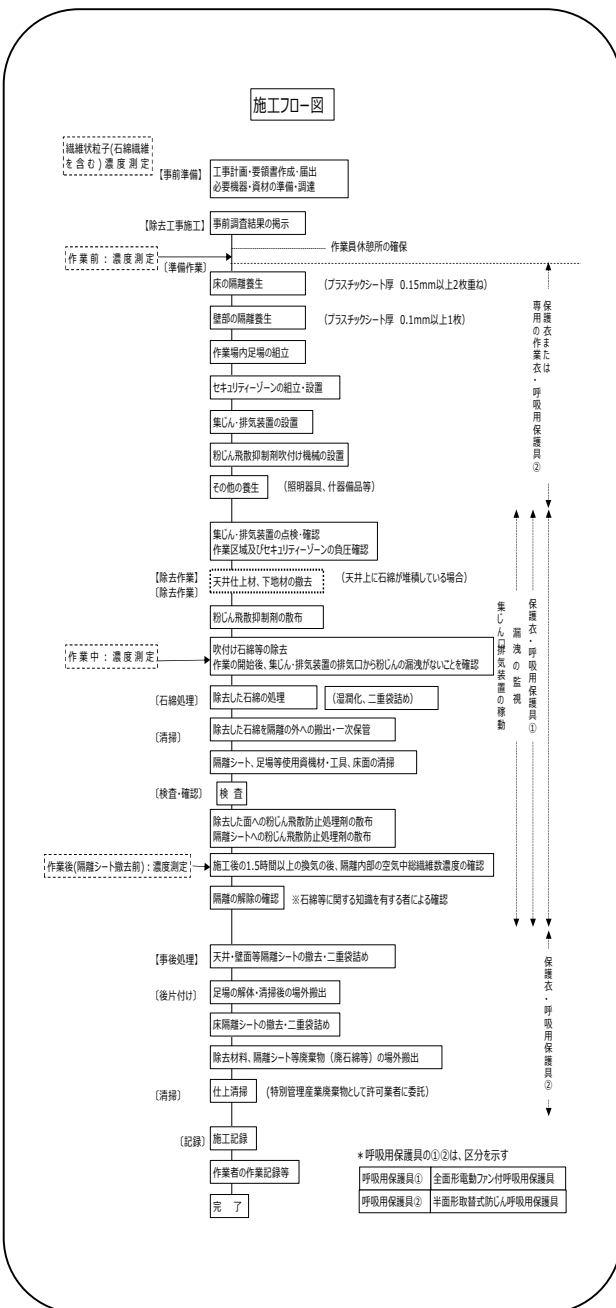 施工フロー図
繊維状粒子(石綿繊維
を含む)濃度測定
【事前準備】
工事計画・要領書作成・届出
必要機器・資材の準備・調達
【除去工事施工】
事前調査結果の掲示
作業員休憩所の確保
作業前：濃度測定
〔準備作業〕
床の隔離養生
(プラスチックシート厚 0.15mm以上2枚重ね)
壁部の隔離養生
(プラスチックシート厚 0.1mm以上1枚)
作業場内足場の組立
セキュリティーゾーンの組立・設置
集じん・排気装置の設置
粉じん飛散抑制剤吹付け機械の設置
その他の養生
(照明器具、什器備品等)
保護衣または
専用の作業衣・呼吸用保護具②
集じん・排気装置の点検・確認
作業区域及びセキュリティーゾーンの負圧確認
【除去作業】
〔除去作業〕
天井仕上材、下地材の撤去
(天井上に石綿が堆積している場合)
粉じん飛散抑制剤の散布
作業中：濃度測定
吹付け石綿等の除去
作業の開始後、集じん・排気装置の排気口から粉じんの漏洩がないことを確認
〔石綿処理〕
除去した石綿の処理
(湿潤化、二重袋詰め)
〔清掃〕
除去した石綿を隔離の外への搬出・一次保管
隔離シート、足場等使用資機材・工具、床面の清掃
〔検査・確認〕
検 査
除去した面への粉じん飛散防止処理剤の散布
隔離シートへの粉じん飛散防止処理剤の散布
作業後(隔離シート撤去前)：濃度測定
施工後の1.5時間以上の換気の後、隔離内部の空気中総繊維数濃度の確認
隔離の解除の確認
※石綿等に関する知識を有する者による確認
保護衣・呼吸用保護具①
漏洩の監視
集じん排気装置の稼動
【事後処理】
天井・壁面等隔離シートの撤去・二重袋詰め
〔後片付け〕
足場の解体・清掃後の場外搬出
床隔離シートの撤去・二重袋詰め
除去材料、隔離シート等廃棄物（廃石綿等）の場外搬出
〔清掃〕
仕上清掃
(特別管理産業廃棄物として許可業者に委託)
保護衣・呼吸用保護具②
〔記録〕
施工記録
作業者の作業記録等
完 了
＊呼吸用保護具の①②は、区分を示す
呼吸用保護具① 全面形電動ファン付呼吸用保護具
呼吸用保護具② 半面形取替式防じん呼吸用保護具